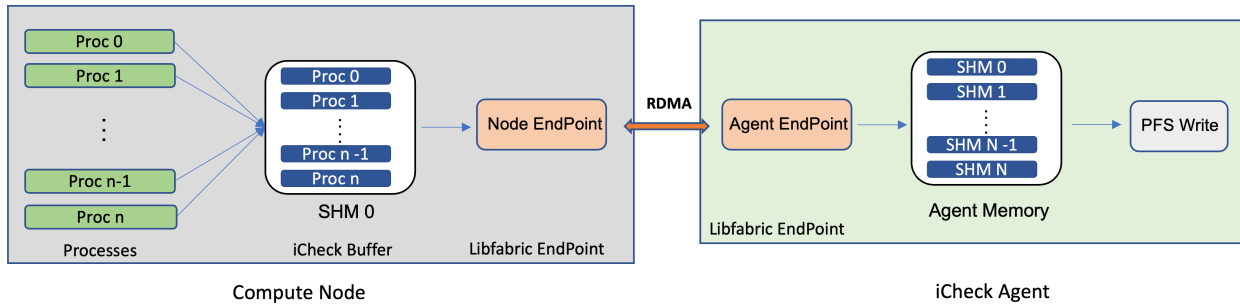 Proc 0
Proc 1
Proc n-1
Proc n
Processes
Proc 0
Proc 1
Proc n -1
Proc n
SHM 0
iCheck Buffer
Node EndPoint
Libfabric EndPoint
Compute Node
RDMA
Agent EndPoint
Libfabric EndPoint
SHM 0
SHM 1
SHM N -1
SHM N
Agent Memory
PFS Write
iCheck Agent